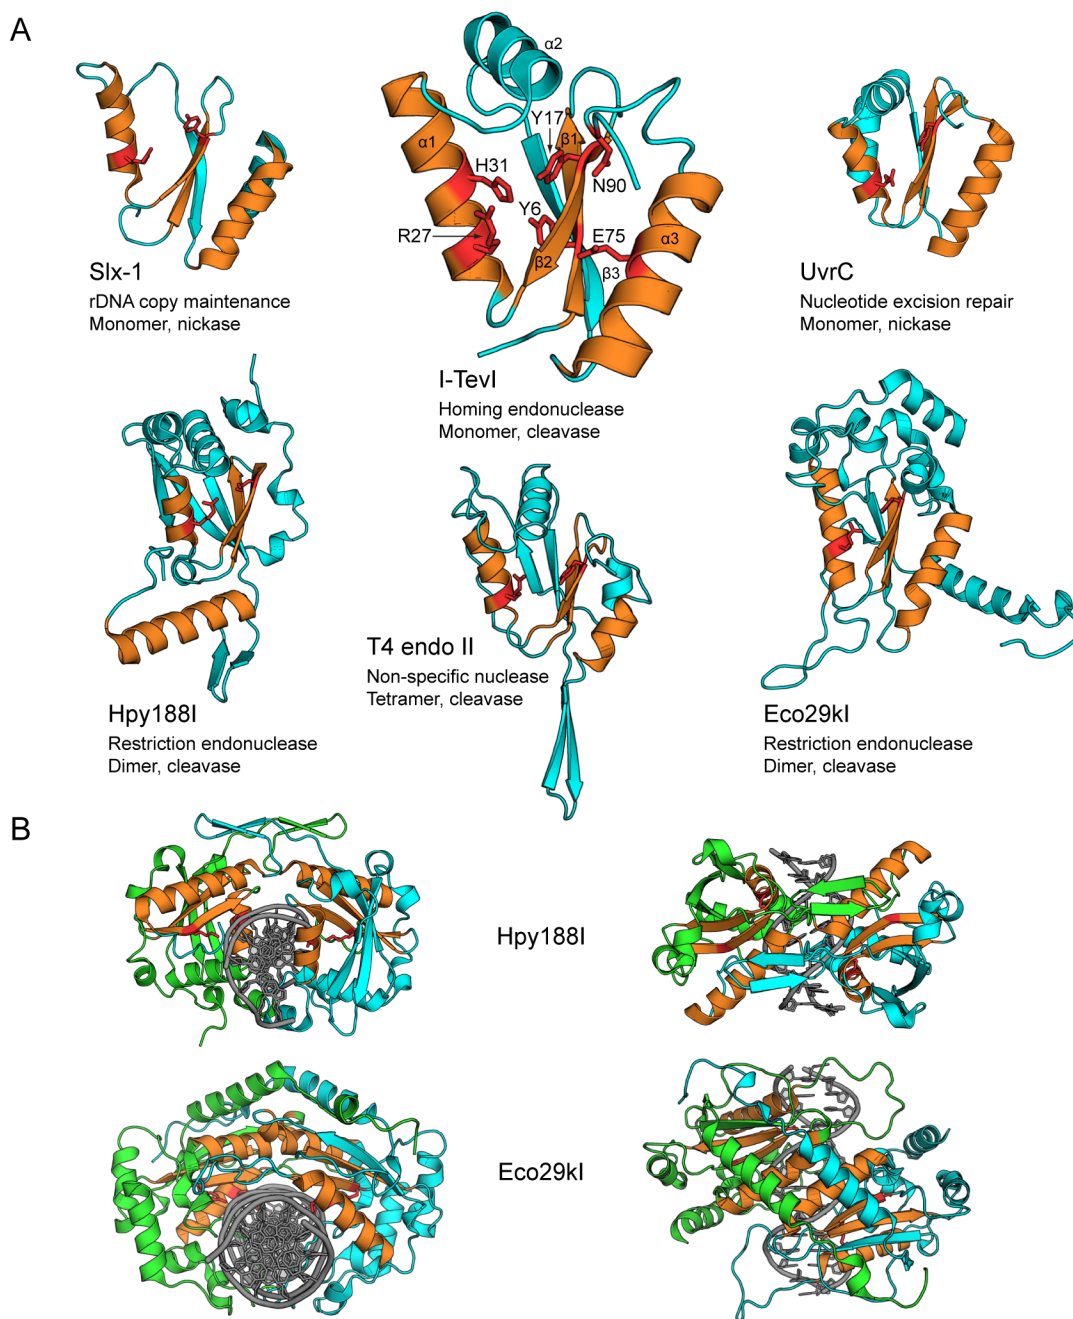 A
α2
Y17
α1
β1
H31
N90
Y6
R27
E75
α3
β2
β3
Slx-1
rDNA copy maintenance
Monomer, nickase
UvrC
Nucleotide excision repair
Monomer, nickase
I-TevI
Homing endonuclease
Monomer, cleavase
T4 endo II
Non-specific nuclease
Tetramer, cleavase
Hpy188I
Restriction endonuclease
Dimer, cleavase
Eco29kI
Restriction endonuclease
Dimer, cleavase
B
Hpy188I
Eco29kI